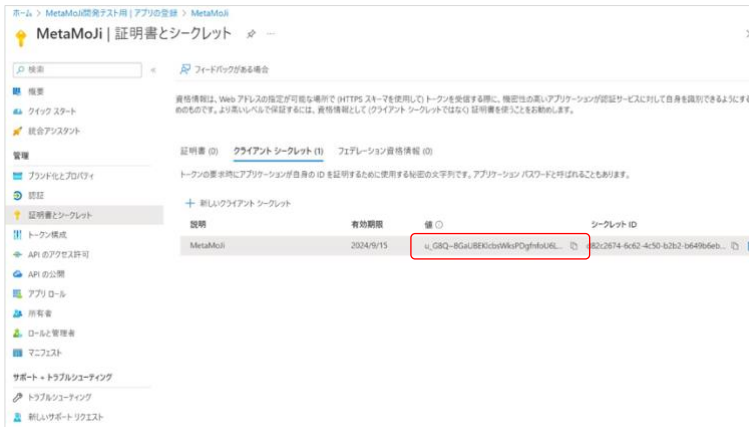 ホーム > MetaMoJi開発テスト用 | アプリの登録 > MetaMoJi
MetaMoJi | 証明書とシークレット
検索
フィードバックがある場合
概要
クイック スタート
統合アシスタント
資格情報は、Web アドレスの指定が可能な場所で (HTTPS スキーマを使用して) トークンを受信する際に、機密性の高いアプリケーションが認証サービスに対して自身を識別できるようにする
めのものです。より高いレベルで保証するには、資格情報として (クライアント シークレットではなく) 証明書を使うことをお勧めします。
管理
証明書 (0) クライアント シークレット (1) フェデレーション資格情報 (0)
ブランド化とプロパティ
トークンの要求時にアプリケーションが自身の ID を証明するために使用する秘密の文字列です。アプリケーション パスワードと呼ばれることもあります。
認証
証明書とシークレット
新しいクライアント シークレット
トークン構成
説明 有効期限 値 シークレット ID
API のアクセス許可
MetaMoJi 2024/9/15
API の公開
アプリ ロール
所有者
ロールと管理者
マニフェスト
サポート + トラブルシューティング
トラブルシューティング
新しいサポート リクエスト